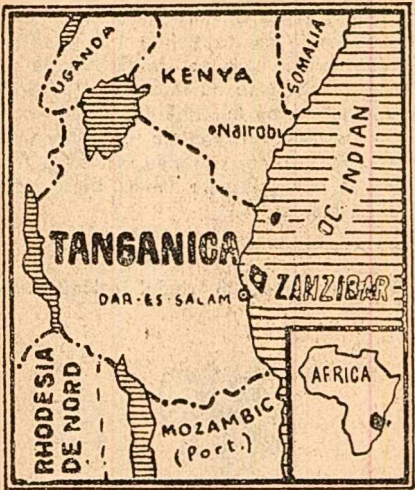 UGANDA
KENYA
SOMALIA
Nairobi
OC. INDIAN
TANGANICA
ZANZIBAR
DAR-ES-SALAM
RHODESIA
DE NORD
MOZAMBIC
(Port.)
AFRICA